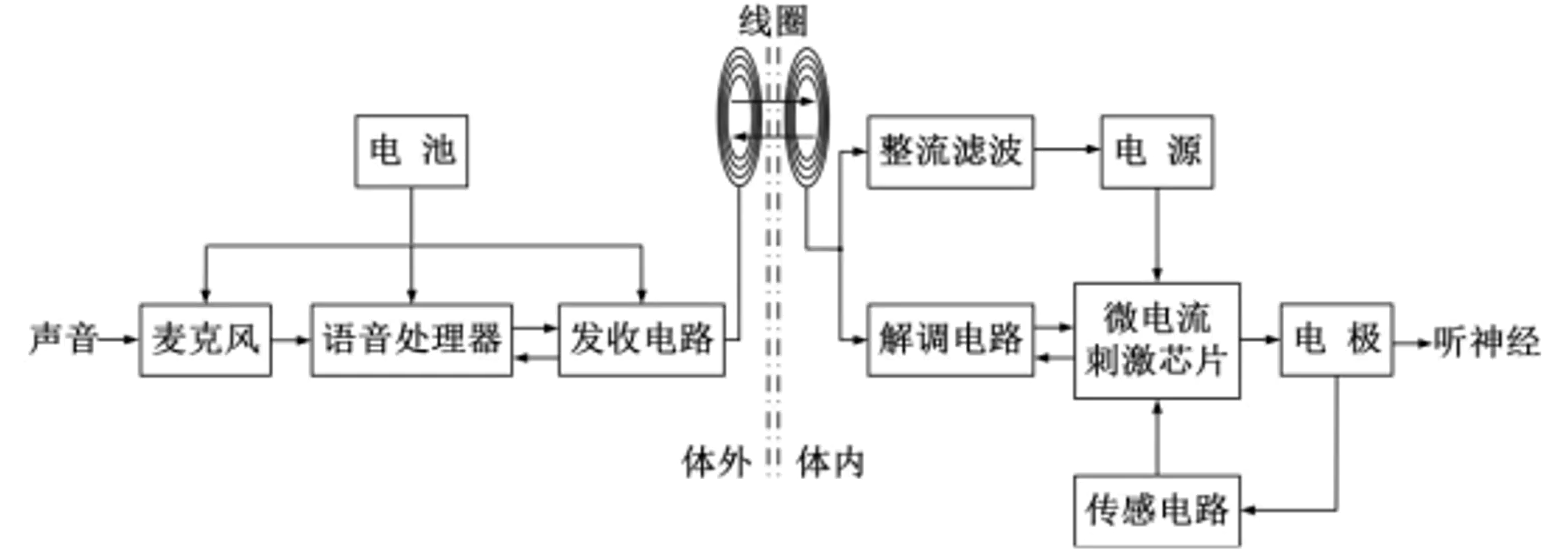 线圈
电池
整流滤波
电源
声音
麦克风
语音处理器
发收电路
解调电路
微电流
刺激芯片
电极
听神经
体外
体内
传感电路